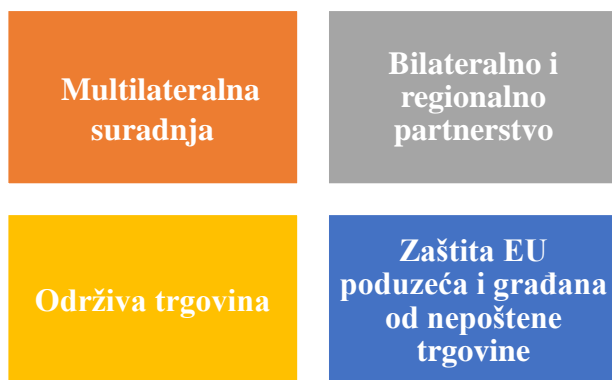 Multilateralna
suradnja
Bilateralno i
regionalno
partnerstvo
Održiva trgovina
Zaštita EU
poduzeća i građana
od nepoštene
trgovine